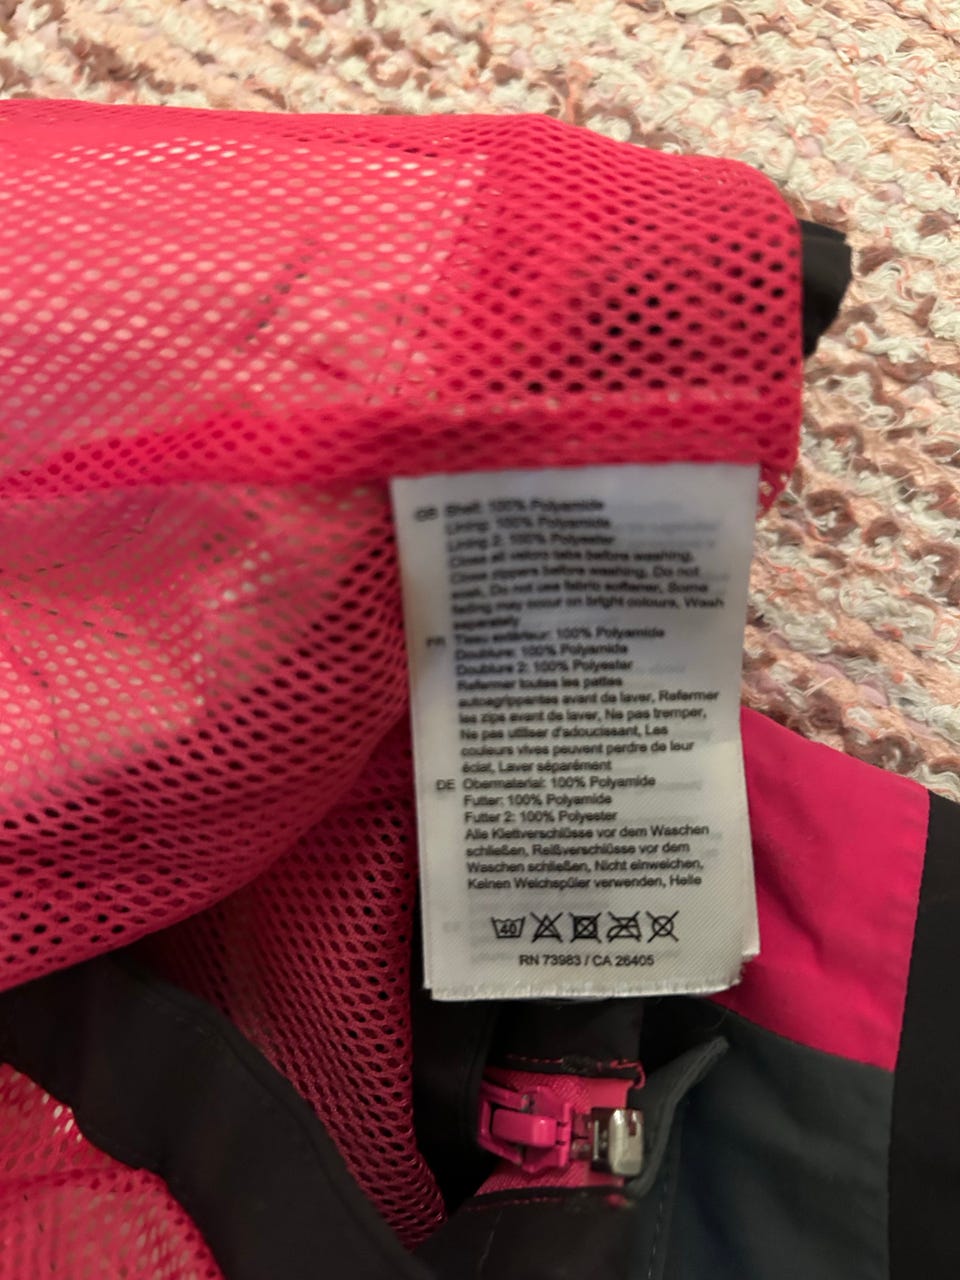 GB Shell: 100% Polyamide
Lining: 100% Polyamide
Lining 2: 100% Polyester
Close all velcro tabs before washing,
Close zippers before washing, Do not
soak, Do not use fabric softener, Some
fading may occur on bright colours, Wash
separately
FR Tissu extérieur: 100% Polyamide
Doublure: 100% Polyamide
Doublure 2: 100% Polyester
Refermer toutes les pattes
autoagrippantes avant de laver, Refermer
les zips avant de laver, Ne pas tremper,
Ne pas utiliser d'adoucissant, Les
couleurs vives peuvent perdre de leur
éclat, Laver séparément
DE Obermaterial: 100% Polyamide
Futter: 100% Polyamide
Futter 2: 100% Polyester
Alle Klettverschlüsse vor dem Waschen
schließen, Reißverschlüsse vor dem
Waschen schließen, Nicht einweichen,
Keinen Weichspüler verwenden, Helle
40
RN 73983 / CA 26405